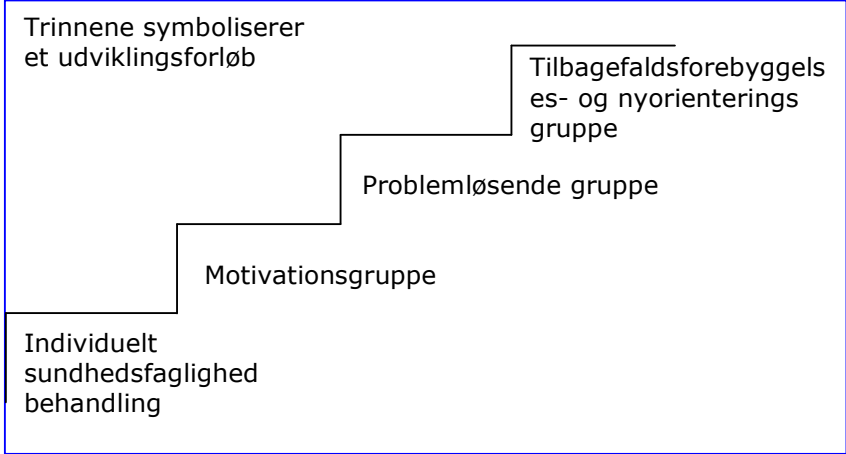 Trinnene symboliserer
et udviklingsforløb
Tilbagefaldsforebyggels
es- og nyorienterings
gruppe
Problemløsende gruppe
Motivationsgruppe
Individuelt
sundhedsfaglighed
behandling